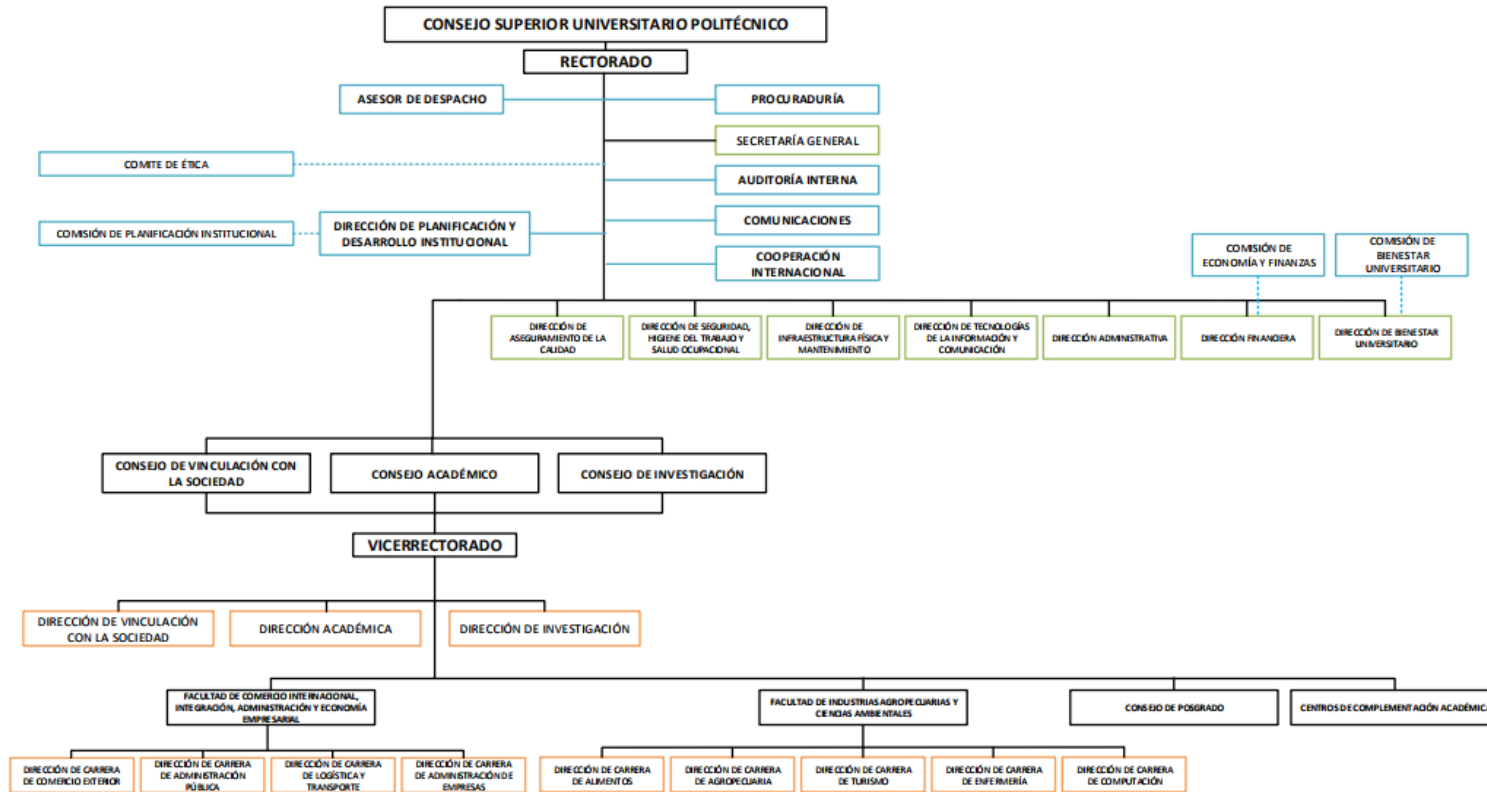 CONSEJO SUPERIOR UNIVERSITARIO POLITÉCNICO
RECTORADO
ASESOR DE DESPACHO
PROCURADURÍA
SECRETARÍA GENERAL
COMITE DE ÉTICA
AUDITORÍA INTERNA
COMISIÓN DE PLANIFICACIÓN INSTITUCIONAL
DIRECCIÓN DE PLANIFICACIÓN Y
DESARROLLO INSTITUCIONAL
COMUNICACIONES
COOPERACIÓN
INTERNACIONAL
COMISIÓN DE
ECONOMÍA Y FINANZAS
COMISIÓN DE
BIENESTAR
UNIVERSITARIO
DIRECCIÓN DE
ASEGURAMIENTO DE LA
CALIDAD
DIRECCIÓN DE SEGURIDAD,
HIGIENE DEL TRABAJO Y
SALUD OCUPACIONAL
DIRECCIÓN DE
INFRAESTRUCTURA FÍSICA Y
MANTENIMIENTO
DIRECCIÓN DE TECNOLOGÍAS
DE LA INFORMACIÓN Y
COMUNICACIÓN
DIRECCIÓN ADMINISTRATIVA
DIRECCIÓN FINANCIERA
DIRECCIÓN DE BIENESTAR
UNIVERSITARIO
CONSEJO DE VINCULACIÓN CON
LA SOCIEDAD
CONSEJO ACADÉMICO
CONSEJO DE INVESTIGACIÓN
VICERRECTORADO
DIRECCIÓN DE VINCULACIÓN
CON LA SOCIEDAD
DIRECCIÓN ACADÉMICA
DIRECCIÓN DE INVESTIGACIÓN
FACULTAD DE COMERCIO INTERNACIONAL,
INTEGRACIÓN, ADMINISTRACIÓN Y ECONOMÍA
EMPRESARIAL
FACULTAD DE INDUSTRIAS AGROPECUARIAS Y
CIENCIAS AMBIENTALES
CONSEJO DE POSGRADO
CENTROS DE COMPLEMENTACIÓN ACADÉMICA
DIRECCIÓN DE CARRERA
DE COMERCIO EXTERIOR
DIRECCIÓN DE CARRERA
DE ADMINISTRACIÓN
PÚBLICA
DIRECCIÓN DE CARRERA
DE LOGÍSTICA Y
TRANSPORTE
DIRECCIÓN DE CARRERA
DE ADMINISTRACIÓN DE
EMPRESAS
DIRECCIÓN DE CARRERA
DE ALIMENTOS
DIRECCIÓN DE CARRERA
DE AGROPECUARIA
DIRECCIÓN DE CARRERA
DE TURISMO
DIRECCIÓN DE CARRERA
DE ENFERMERÍA
DIRECCIÓN DE CARRERA
DE COMPUTACIÓN